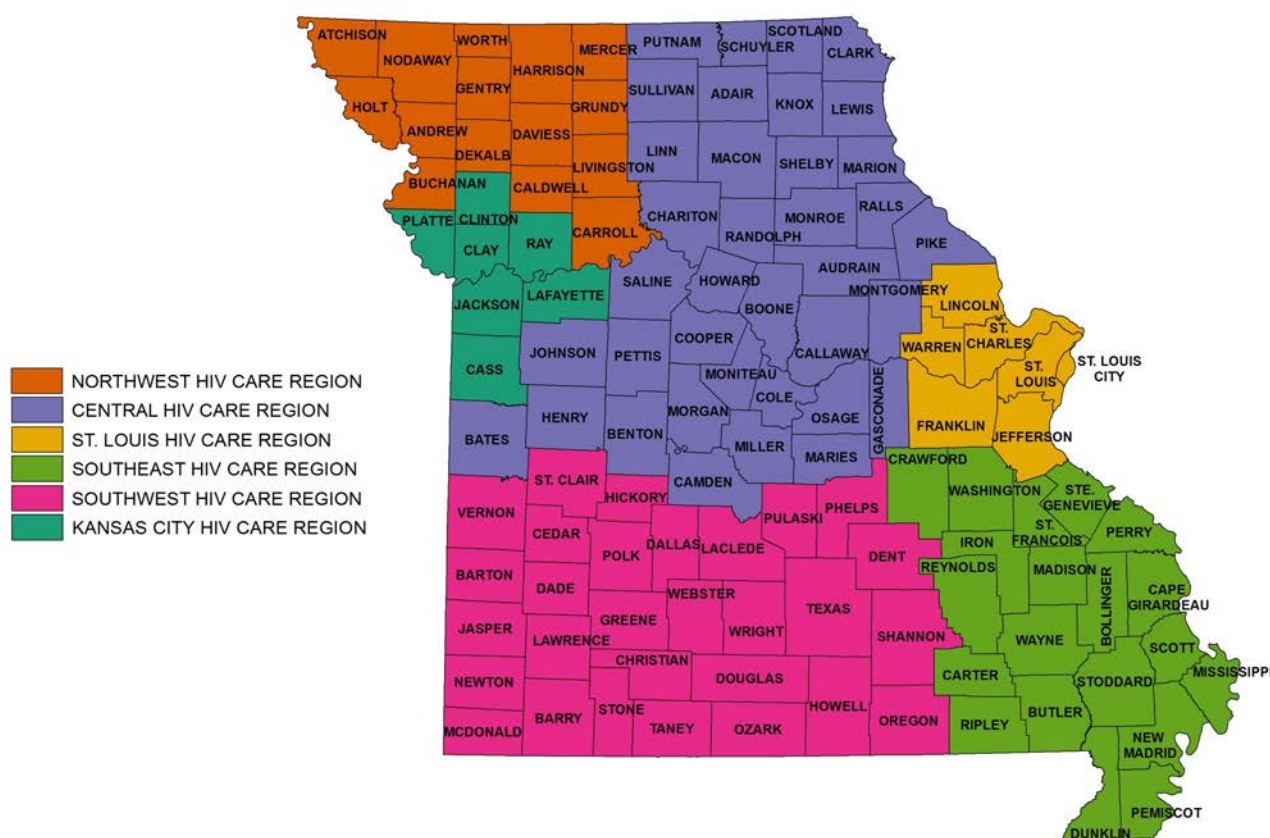 ATCHISON
NODAWAY
WORTH
HARRISON
MERCER
PUTNAM
SCHUYLER
SCOTLAND
CLARK
HOLT
GENTRY
GRUNDY
SULLIVAN
ADAIR
KNOX
LEWIS
ANDREW
DEKALB
DAVIESS
LIVINGSTON
LINN
MACON
SHELBY
MARION
BUCHANAN
CALDWELL
CLINTON
PLATTE
CLAY
RAY
CARROLL
CHARITON
RANDOLPH
MONROE
RALLS
PIKE
AUDRAIN
SALINE
HOWARD
BOONE
MONTGOMERY
LINCOLN
JACKSON
LAFAYETTE
COOPER
CALLAWAY
WARREN
ST.
CHARLES
ST. LOUIS
CITY
ST.
LOUIS
CASS
JOHNSON
PETTIS
MONITEAU
COLE
OSAGE
GASCONADE
FRANKLIN
JEFFERSON
BATES
HENRY
BENTON
MORGAN
MILLER
MARIES
CAMDEN
NORTHWEST HIV CARE REGION
CENTRAL HIV CARE REGION
ST. LOUIS HIV CARE REGION
SOUTHEAST HIV CARE REGION
SOUTHWEST HIV CARE REGION
KANSAS CITY HIV CARE REGION
VERNON
ST. CLAIR
HICKORY
PULASKI
PHELPS
CRAWFORD
WASHINGTON
STE.
GENEVIEVE
ST.
FRANCOIS
PERRY
CEDAR
POLK
DALLAS
LACLEDE
DENT
IRON
REYNOLDS
MADISON
BOLLINGER
CAPE
GIRARDEAU
BARTON
DADE
WEBSTER
TEXAS
JASPER
GREENE
WRIGHT
SHANNON
WAYNE
SCOTT
MISSISSIPPI
LAWRENCE
CHRISTIAN
NEWTON
DOUGLAS
CARTER
STODDARD
MCDONALD
BARRY
STONE
TANEY
OZARK
HOWELL
OREGON
RIPLEY
BUTLER
NEW
MADRID
PEMISCOT
DUNKLIN